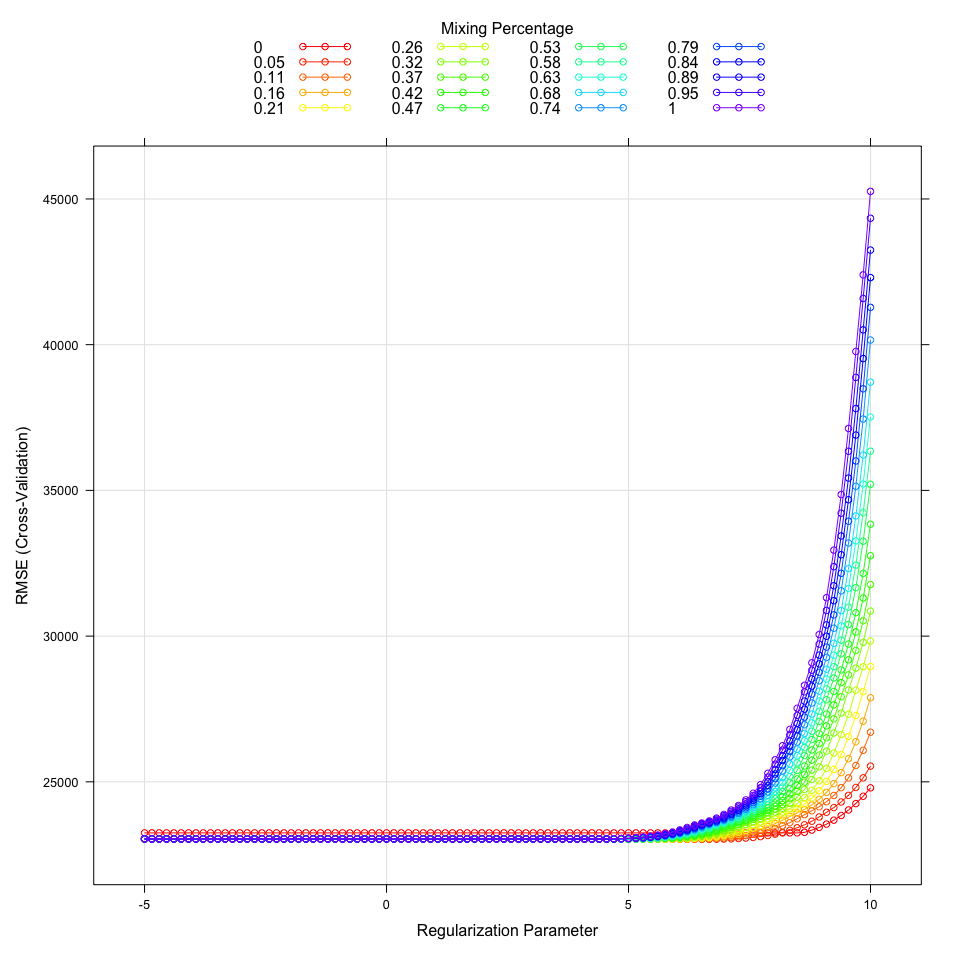 Mixing Percentage
0 0.26 0.53 0.79
0.05 0.32 0.58 0.84
0.11 0.37 0.63 0.89
0.16 0.42 0.68 0.95
0.21 0.47 0.74 1
45000
40000
35000
30000
25000
RMSE (Cross-Validation)
-5 0 5 10
Regularization Parameter